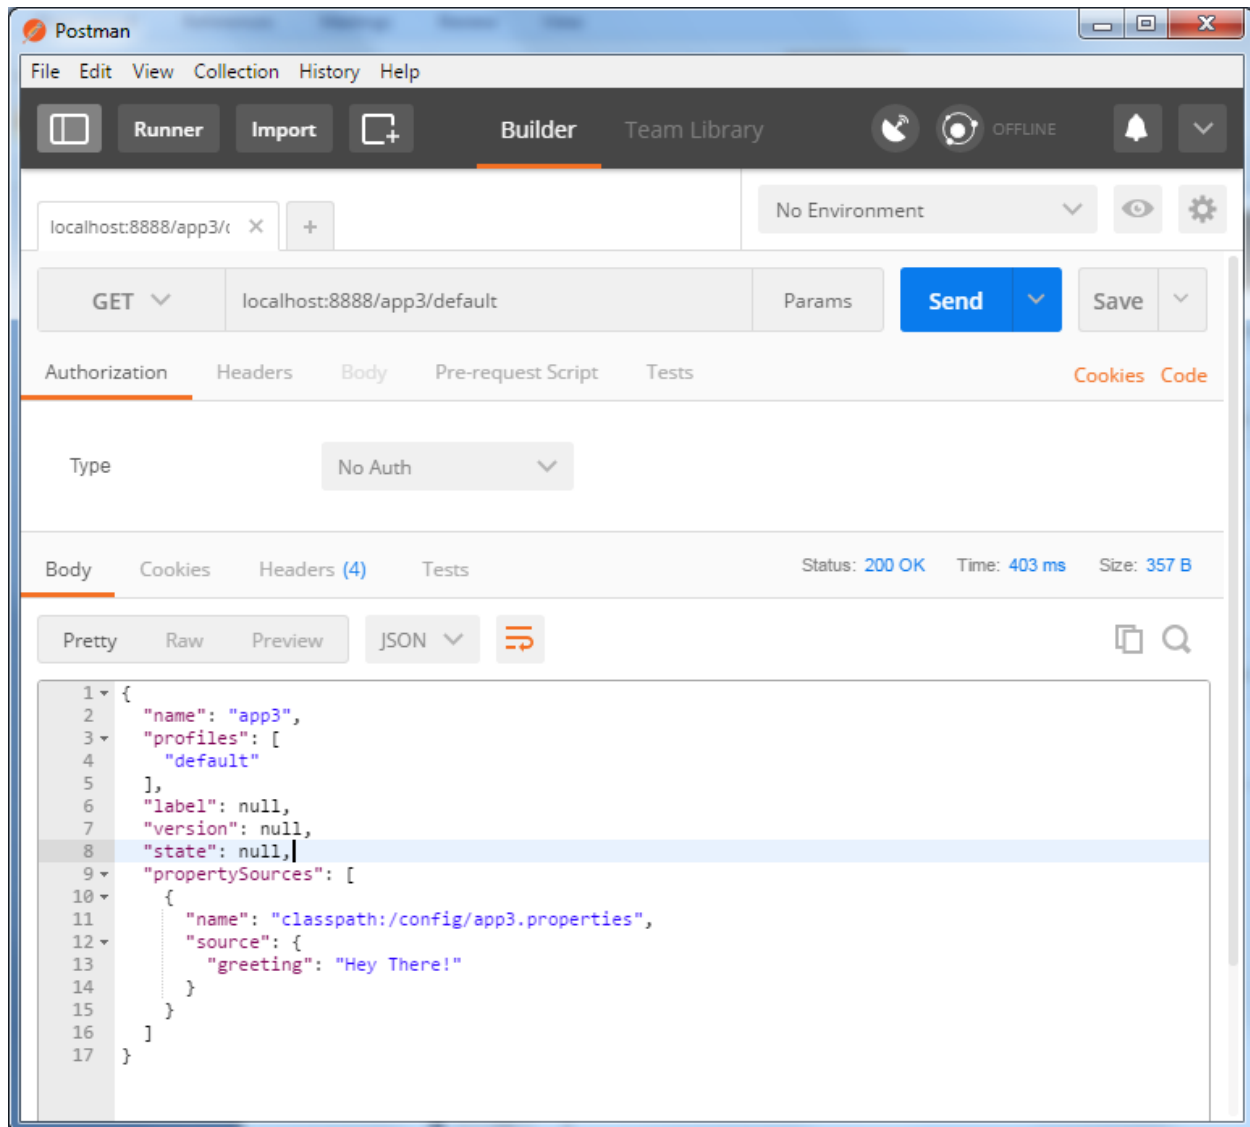 Postman
File Edit View Collection History Help
Runner Import Builder Team Library OFFLINE
localhost:8888/app3/ No Environment
GET localhost:8888/app3/default Params Send Save
Authorization Headers Body Pre-request Script Tests Cookies Code
Type No Auth
Body Cookies Headers (4) Tests Status: 200 OK Time: 403 ms Size: 357 B
Pretty Raw Preview JSON
1 {
2 "name": "app3",
3 "profiles": [
4 "default"
5 ],
6 "label": null,
7 "version": null,
8 "state": null,
9 "propertySources": [
10 {
11 "name": "classpath:/config/app3.properties",
12 "source": {
13 "greeting": "Hey There!"
14 }
15 }
16 ]
17 }